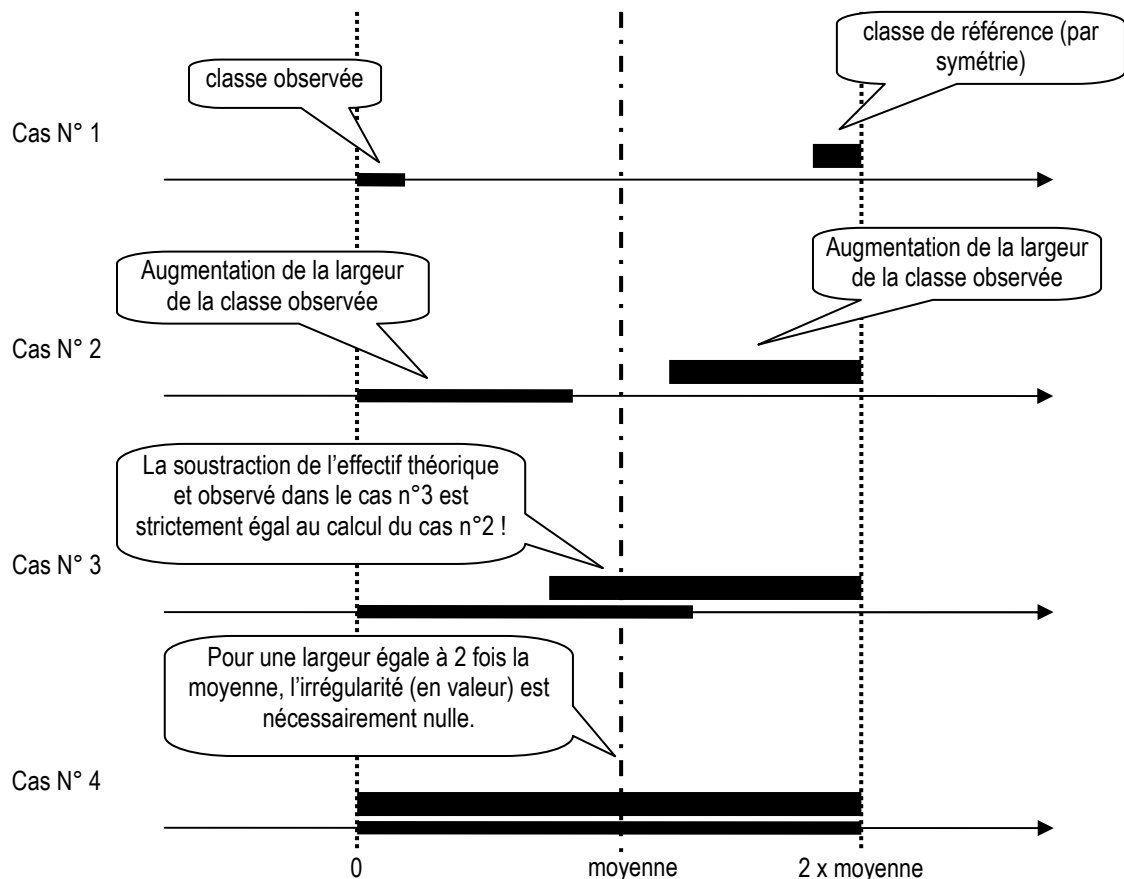 classe de référence (par
symétrie)
classe observée
Cas N° 1
Augmentation de la largeur
de la classe observée
Augmentation de la largeur
de la classe observée
Cas N° 2
La soustraction de l’effectif théorique
et observé dans le cas n°3 est
strictement égal au calcul du cas n°2 !
Cas N° 3
Pour une largeur égale à 2 fois la
moyenne, l’irrégularité (en valeur) est
nécessairement nulle.
Cas N° 4
0
moyenne
2 x moyenne